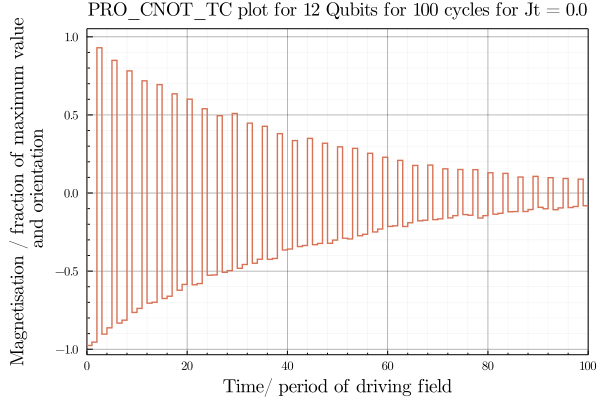 PRO_CNOT_TC plot for 12 Qubits for 100 cycles for Jt = 0.0
Magnetisation / fraction of maximum value
and orientation
1.0
0.5
0.0
−0.5
−1.0
0 20 40 60 80 100
Time/ period of driving field